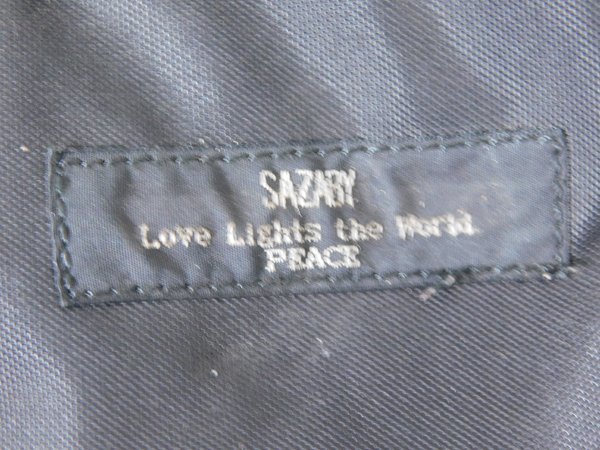 SAZABY
Love Lights the World.
PEACE